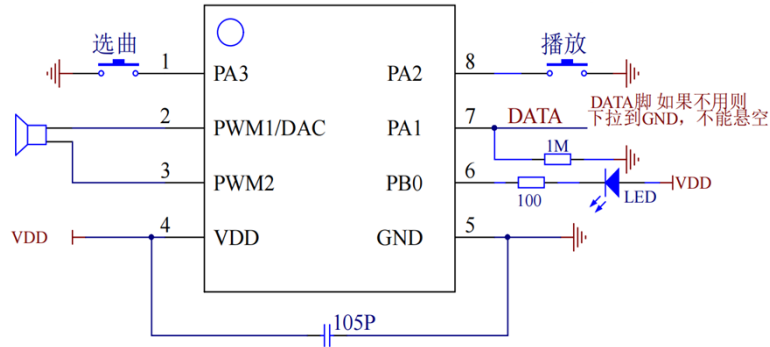 选曲
播放
1
PA3
PA2
8
DATA脚 如果不用则
下拉到GND，不能悬空
2
PWM1/DAC
PA1
7
DATA
1M
3
PWM2
PB0
6
100
LED
VDD
VDD
4
VDD
GND
5
105P